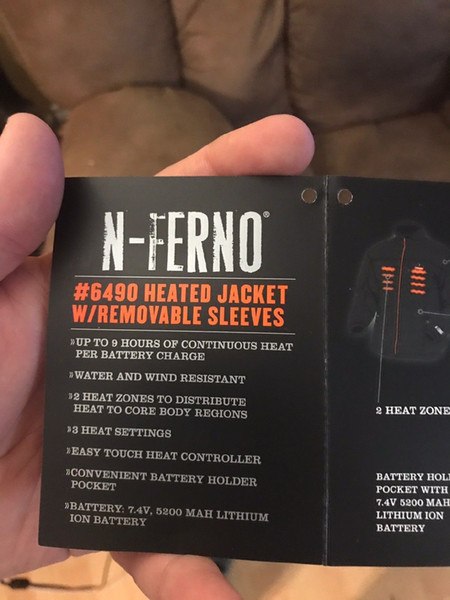 N-FERNO®
#6490 HEATED JACKET
W/REMOVABLE SLEEVES
»UP TO 9 HOURS OF CONTINUOUS HEAT
PER BATTERY CHARGE
»WATER AND WIND RESISTANT
»2 HEAT ZONES TO DISTRIBUTE
HEAT TO CORE BODY REGIONS
»3 HEAT SETTINGS
»EASY TOUCH HEAT CONTROLLER
»CONVENIENT BATTERY HOLDER
POCKET
»BATTERY: 7.4V, 5200 MAH LITHIUM
ION BATTERY
2 HEAT ZONE
BATTERY HOL
POCKET WITH
7.4V 5200 MAH
LITHIUM ION
BATTERY